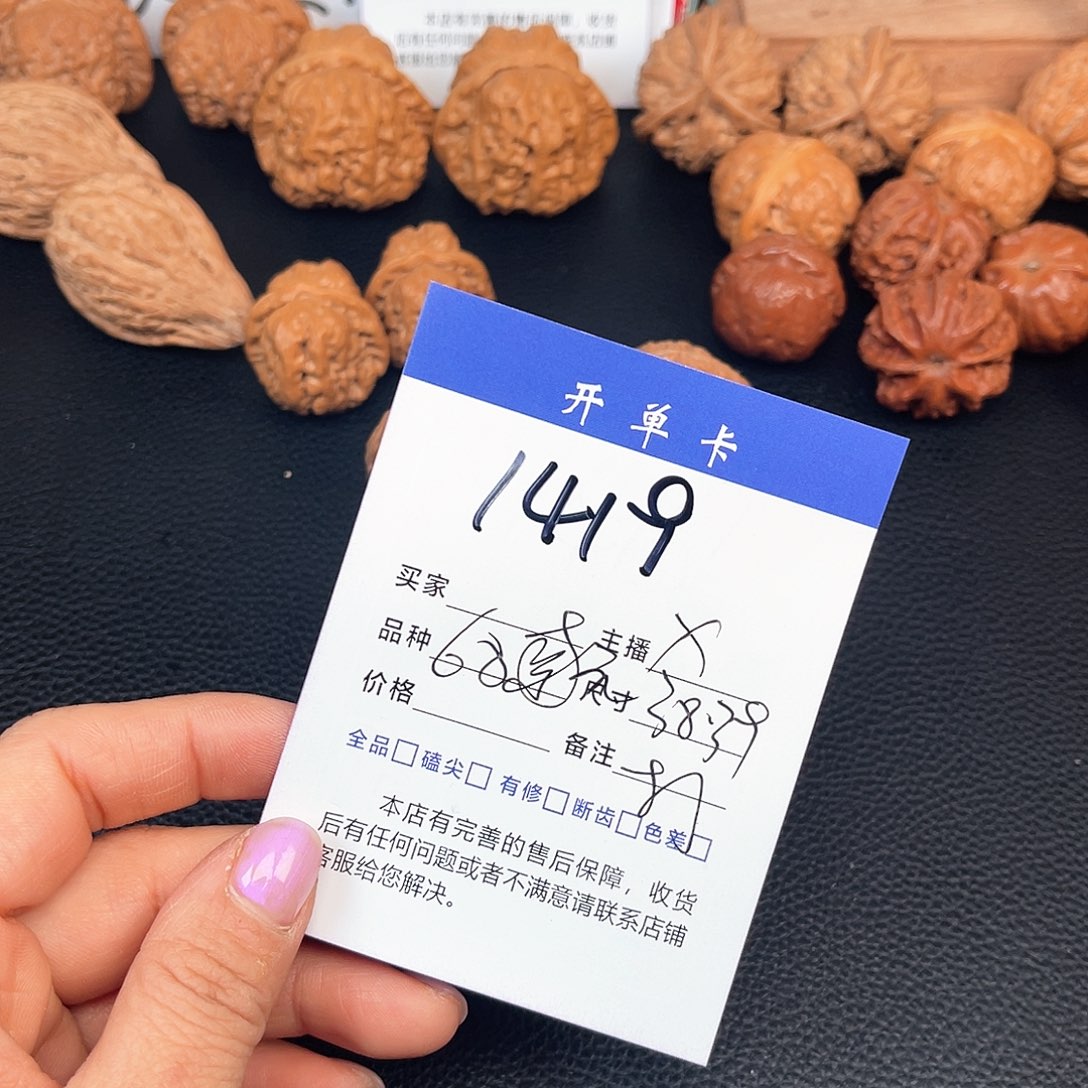 开单卡
1419
买家 主播 X
品种 尺寸 38.39
价格 备注
全品 磕尖 有修 断齿 色差
本店有完善的售后保障，收货
后有任何问题或者不满意请联系店铺
客服给您解决。